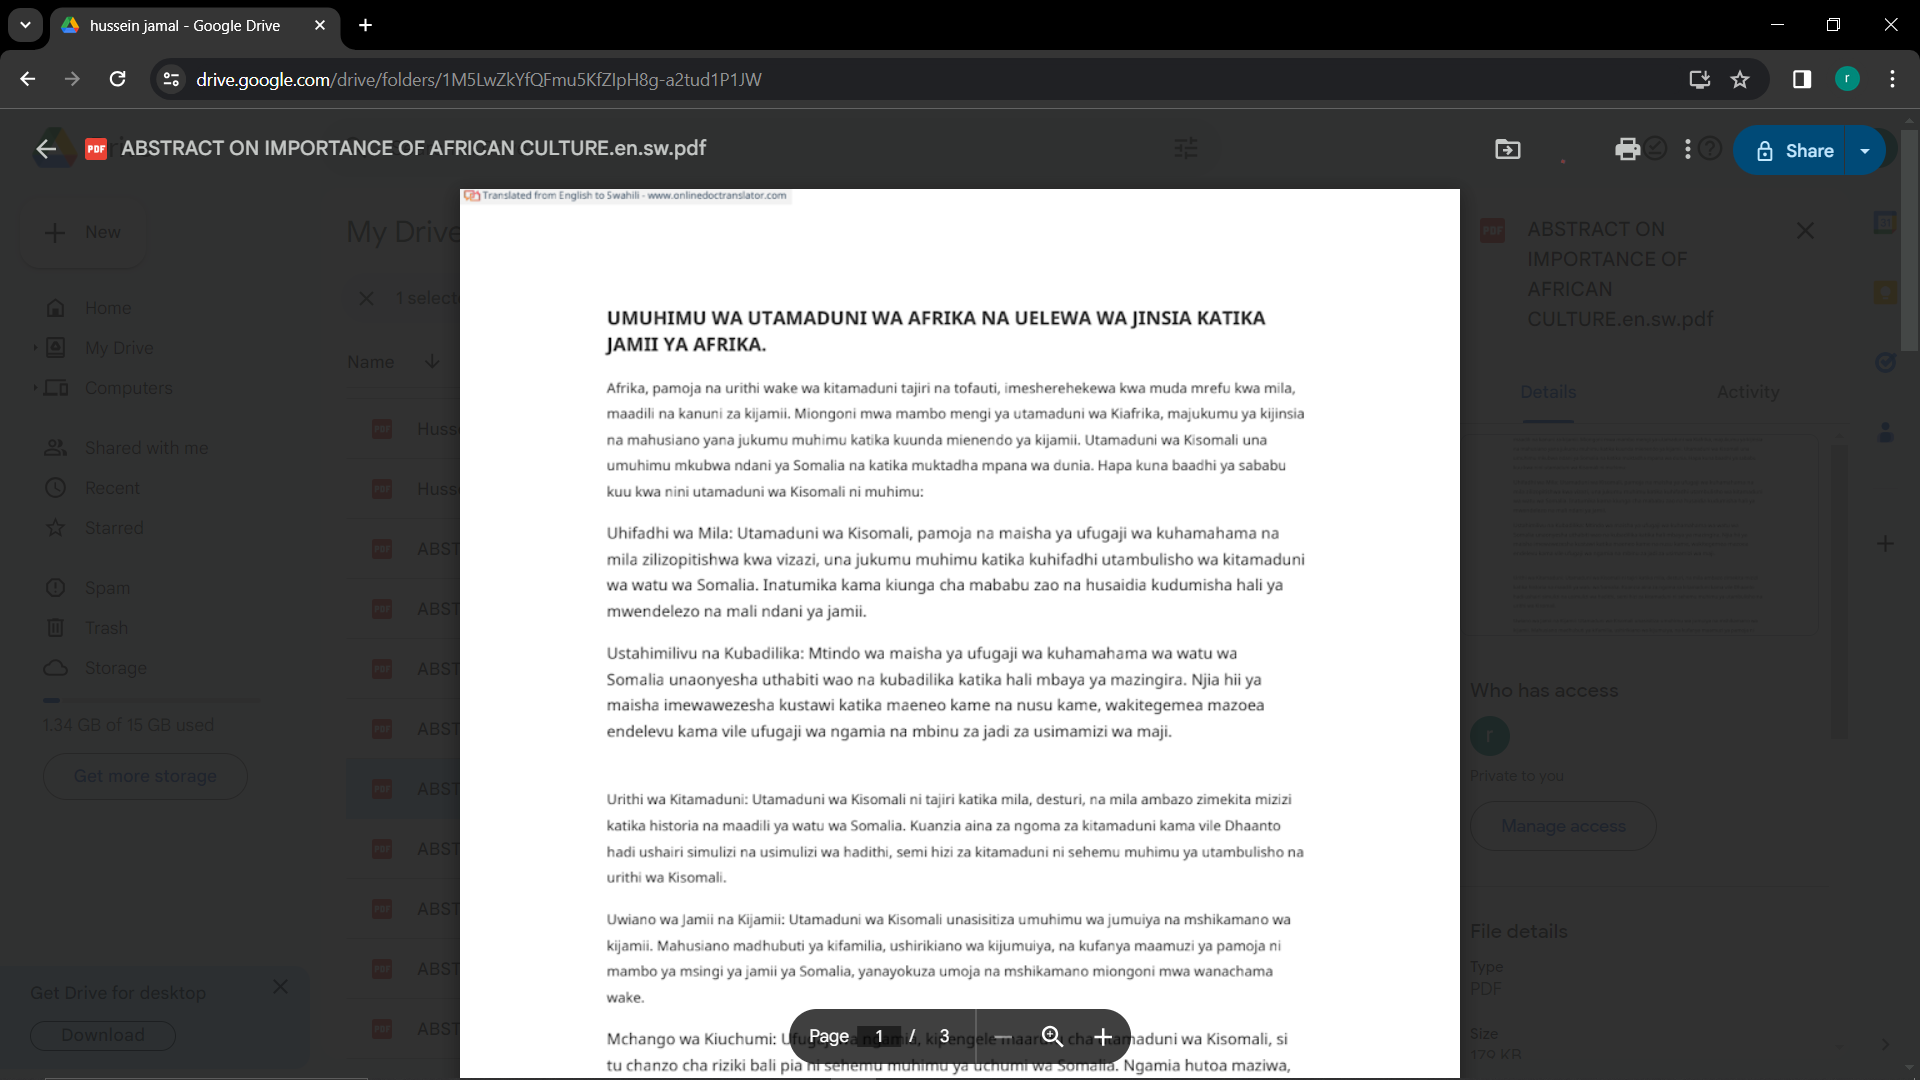 hussein jamal - Google Drive
drive.google.com/drive/folders/1M5LwZkYfQFmu5KfZIpH8g-a2tud1P1JW
r
PDF ABSTRACT ON IMPORTANCE OF AFRICAN CULTURE.en.sw.pdf
Share
Translated from English to Swahili - www.onlinedoctranslator.com
New
Home
My Drive
Computers
Shared with me
Recent
Starred
Spam
Trash
Storage
1.34 GB of 15 GB used
Get more storage
Get Drive for desktop
Download
My Drive
1 selecte
Name
PDF Huss
PDF Huss
PDF ABST
PDF ABST
PDF ABST
PDF ABST
PDF ABST
PDF ABST
PDF ABST
PDF ABST
PDF ABST
UMUHIMU WA UTAMADUNI WA AFRIKA NA UELEWA WA JINSIA KATIKA
JAMII YA AFRIKA.
Afrika, pamoja na urithi wake wa kitamaduni tajiri na tofauti, imesherehekewa kwa muda mrefu kwa mila,
maadili na kanuni za kijamii. Miongoni mwa mambo mengi ya utamaduni wa Kiafrika, majukumu ya kijinsia
na mahusiano yana jukumu muhimu katika kuunda mienendo ya kijamii. Utamaduni wa Kisomali una
umuhimu mkubwa ndani ya Somalia na katika muktadha mpana wa dunia. Hapa kuna baadhi ya sababu
kuu kwa nini utamaduni wa Kisomali ni muhimu:
Uhifadhi wa Mila: Utamaduni wa Kisomali, pamoja na maisha ya ufugaji wa kuhamahama na
mila zilizopitishwa kwa vizazi, una jukumu muhimu katika kuhifadhi utambulisho wa kitamaduni
wa watu wa Somalia. Inatumika kama kiunga cha mababu zao na husaidia kudumisha hali ya
mwendelezo na mali ndani ya jamii.
Ustahimilivu na Kubadilika: Mtindo wa maisha ya ufugaji wa kuhamahama wa watu wa
Somalia unaonyesha uthabiti wao na kubadilika katika hali mbaya ya mazingira. Njia hii ya
maisha imewawezesha kustawi katika maeneo kame na nusu kame, wakitegemea mazoea
endelevu kama vile ufugaji wa ngamia na mbinu za jadi za usimamizi wa maji.
Urithi wa Kitamaduni: Utamaduni wa Kisomali ni tajiri katika mila, desturi, na mila ambazo zimekita mizizi
katika historia na maadili ya watu wa Somalia. Kuanzia aina za ngoma za kitamaduni kama vile Dhaanto
hadi ushairi simulizi na usimulizi wa hadithi, semi hizi za kitamaduni ni sehemu muhimu ya utambulisho na
urithi wa Kisomali.
Uwiano wa Jamii na Kijamii: Utamaduni wa Kisomali unasisitiza umuhimu wa jumuiya na mshikamano wa
kijamii. Mahusiano madhubuti ya kifamilia, ushirikiano wa kijumuiya, na kufanya maamuzi ya pamoja ni
mambo ya msingi ya jamii ya Somalia, yanayokuza umoja na mshikamano miongoni mwa wanachama
wake.
Mchango wa Kiuchumi: Ufugaji wa ngamia, kipengele maarufu cha utamaduni wa Kisomali, si
tu chanzo cha riziki bali pia ni sehemu muhimu ya uchumi wa Somalia. Ngamia hutoa maziwa,
Page 1 / 3
PDF ABSTRACT ON
IMPORTANCE OF
AFRICAN
CULTURE.en.sw.pdf
Details
Activity
Who has access
r
Private to you
Manage access
File details
Type
PDF
Size
179 KB